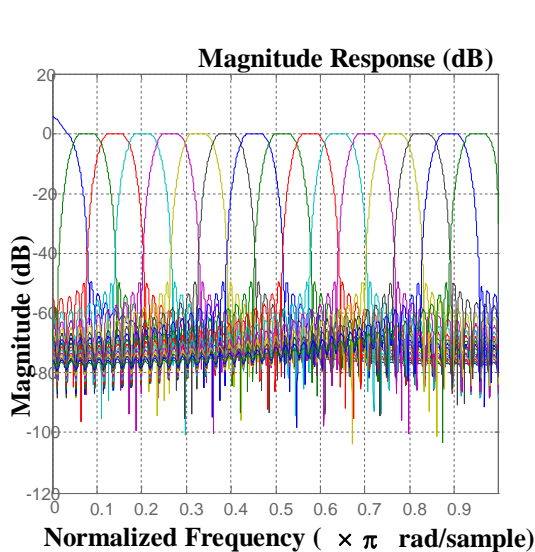 Magnitude Response (dB)
20
0
-20
-40
-60
-80
-100
-120
Magnitude (dB)
0 0.1 0.2 0.3 0.4 0.5 0.6 0.7 0.8 0.9
Normalized Frequency ( × π rad/sample)